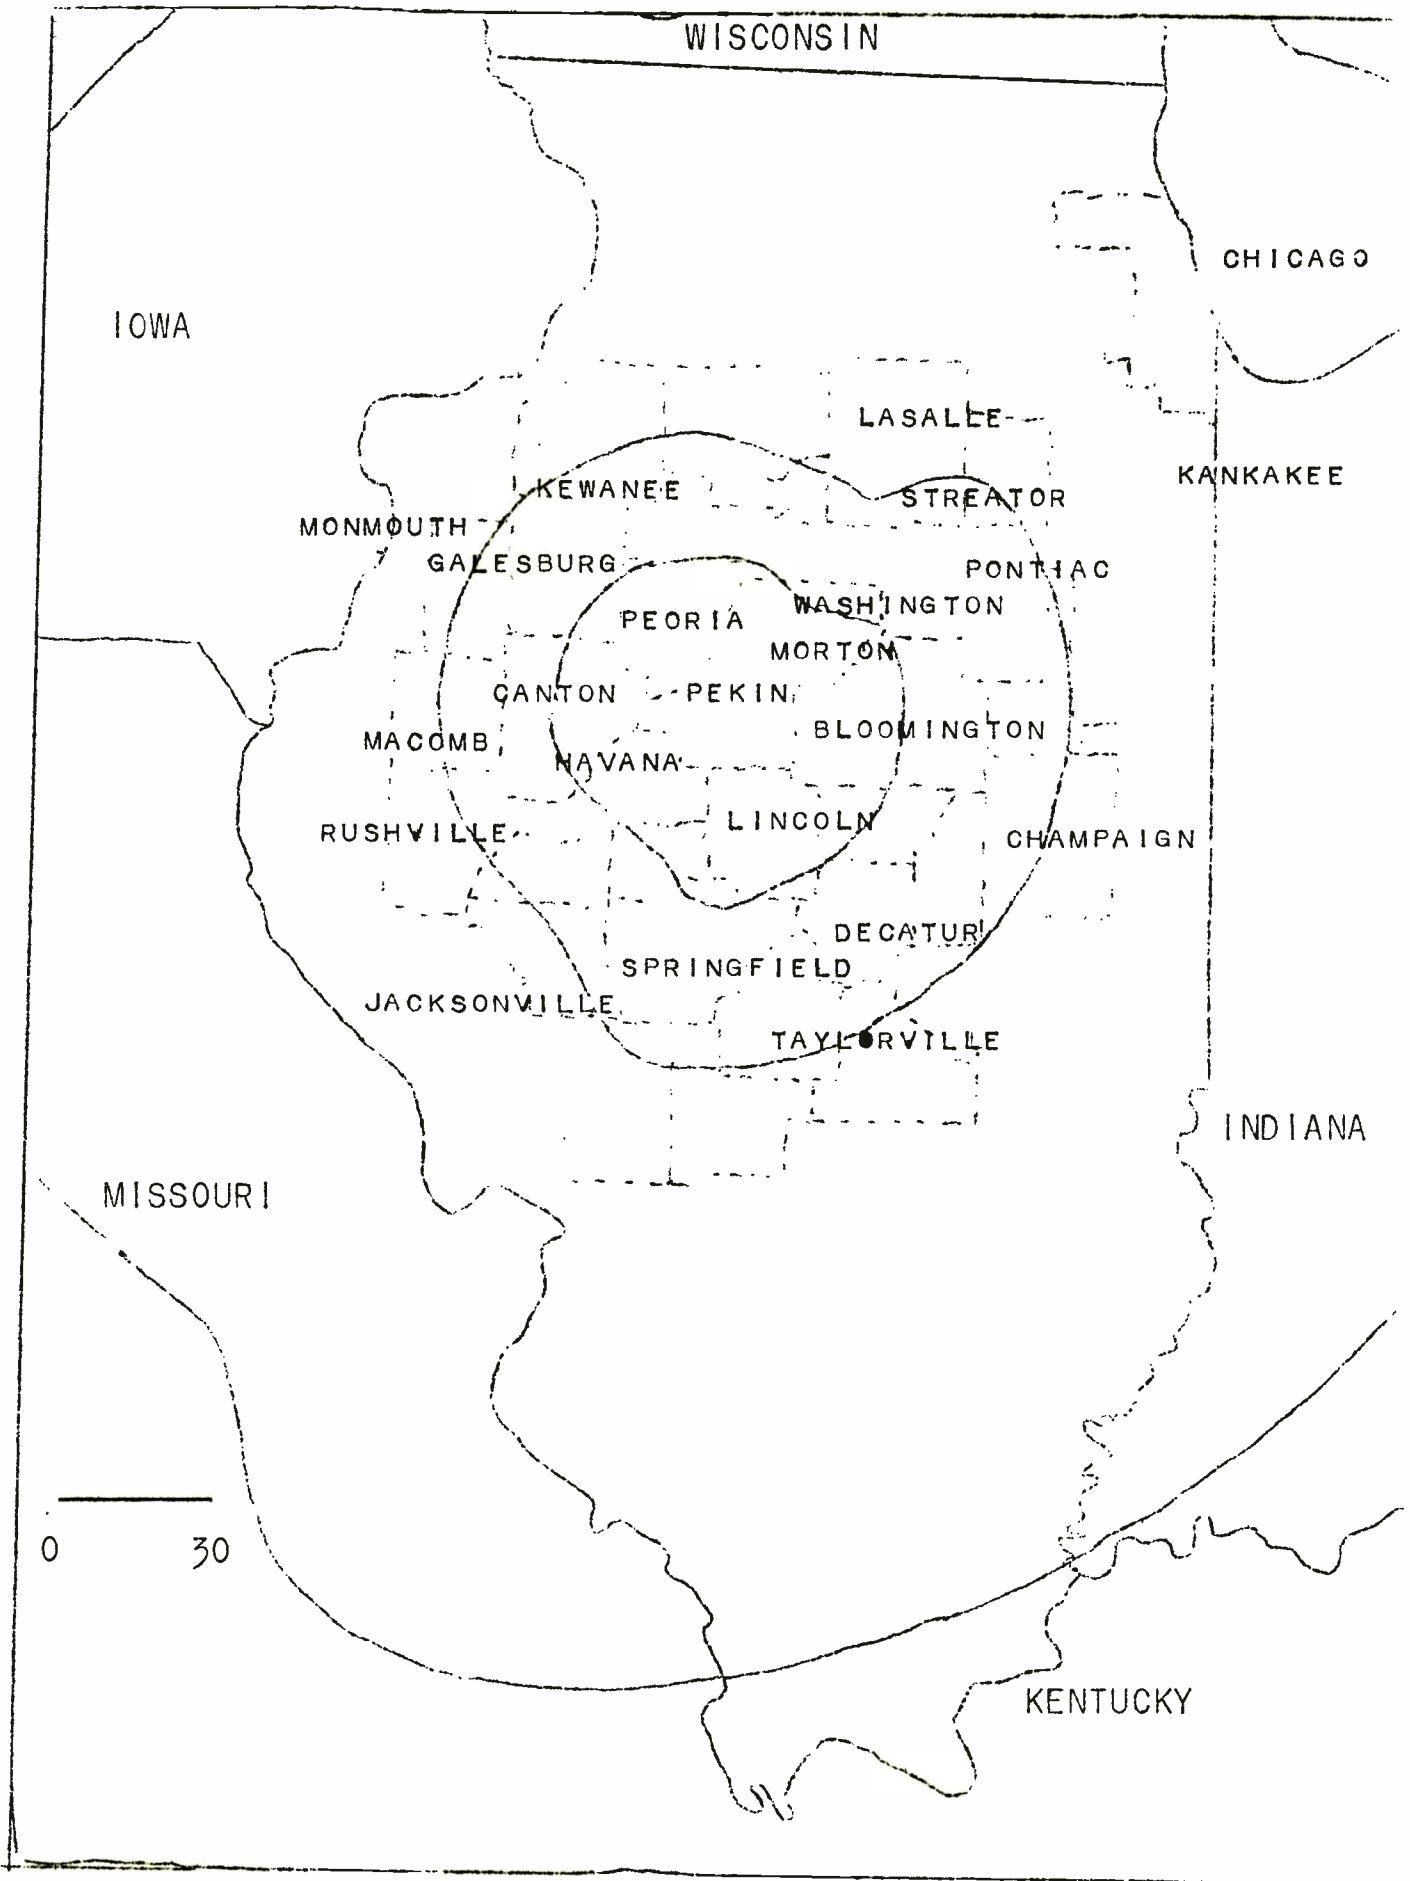 WISCONSIN
CHICAGO
IOWA
LASALLE
KANKAKEE
KEWANEE
STREATOR
MONMOUTH
GALESBURG
PONTIAC
WASHINGTON
PEORIA
MORTON
CANTON
PEKIN
BLOOMINGTON
MACOMB
HAVANA
LINCOLN
RUSHVILLE
CHAMPAIGN
DECATUR
SPRINGFIELD
JACKSONVILLE
TAYLORVILLE
INDIANA
MISSOURI
0 30
KENTUCKY